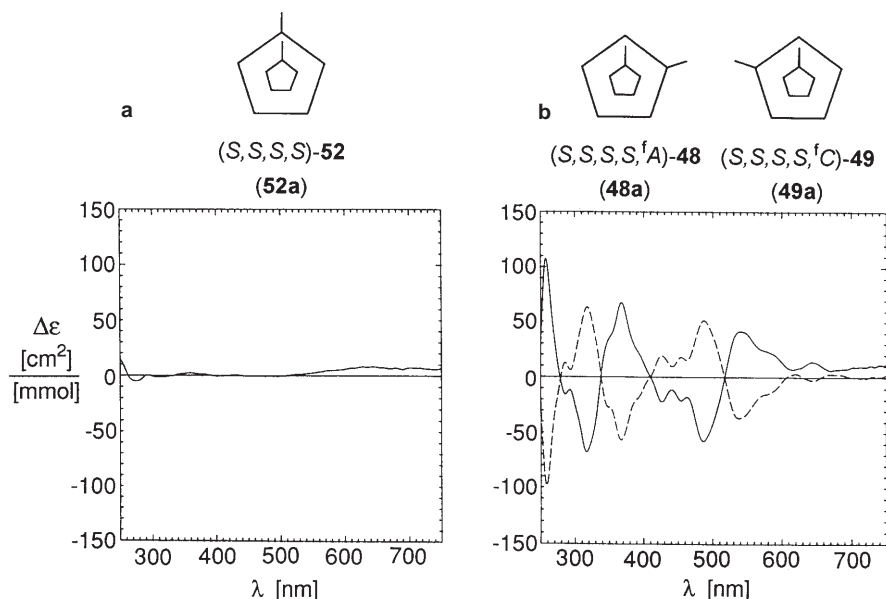 a
(S,S,S,S)-52
(52a)
b
(S,S,S,S,ᶠA)-48 (S,S,S,S,ᶠC)-49
(48a) (49a)
Δε
[cm²]
[mmol]
150
100
50
0
-50
-100
-150
300 400 500 600 700
λ [nm]
150
100
50
0
-50
-100
-150
300 400 500 600 700
λ [nm]